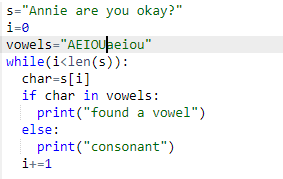 s="Annie are you okay?"
i=0
vowels="AEIOUaeiou"
while(i<len(s)):
  char=s[i]
  if char in vowels:
    print("found a vowel")
  else:
    print("consonant")
  i+=1